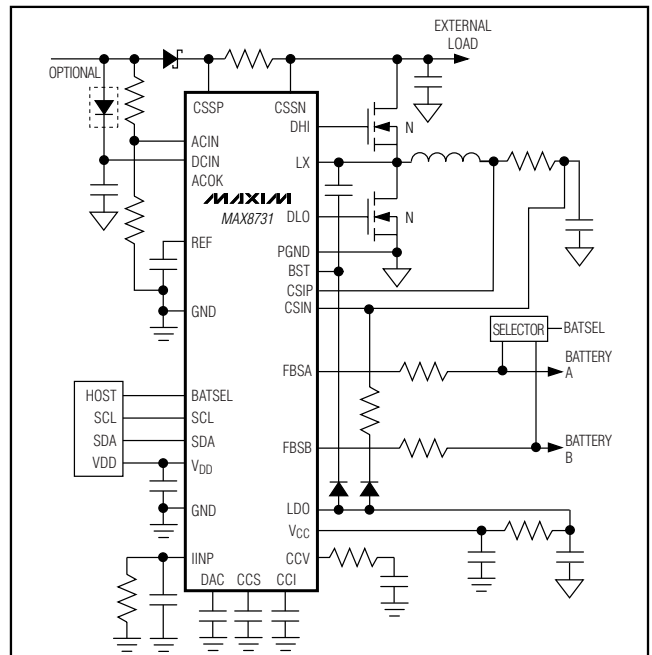 EXTERNAL
LOAD
OPTIONAL
CSSP
CSSN
DHI
N
ACIN
LX
DCIN
ACOK
MAXIM
MAX8731
DLO
N
REF
PGND
BST
CSIP
CSIN
GND
SELECTOR
BATSEL
FBSA
BATTERY
A
HOST
BATSEL
SCL
SCL
SDA
SDA
FBSB
BATTERY
B
VDD
VDD
GND
LDO
VCC
IINP
CCV
DAC
CCS
CCI